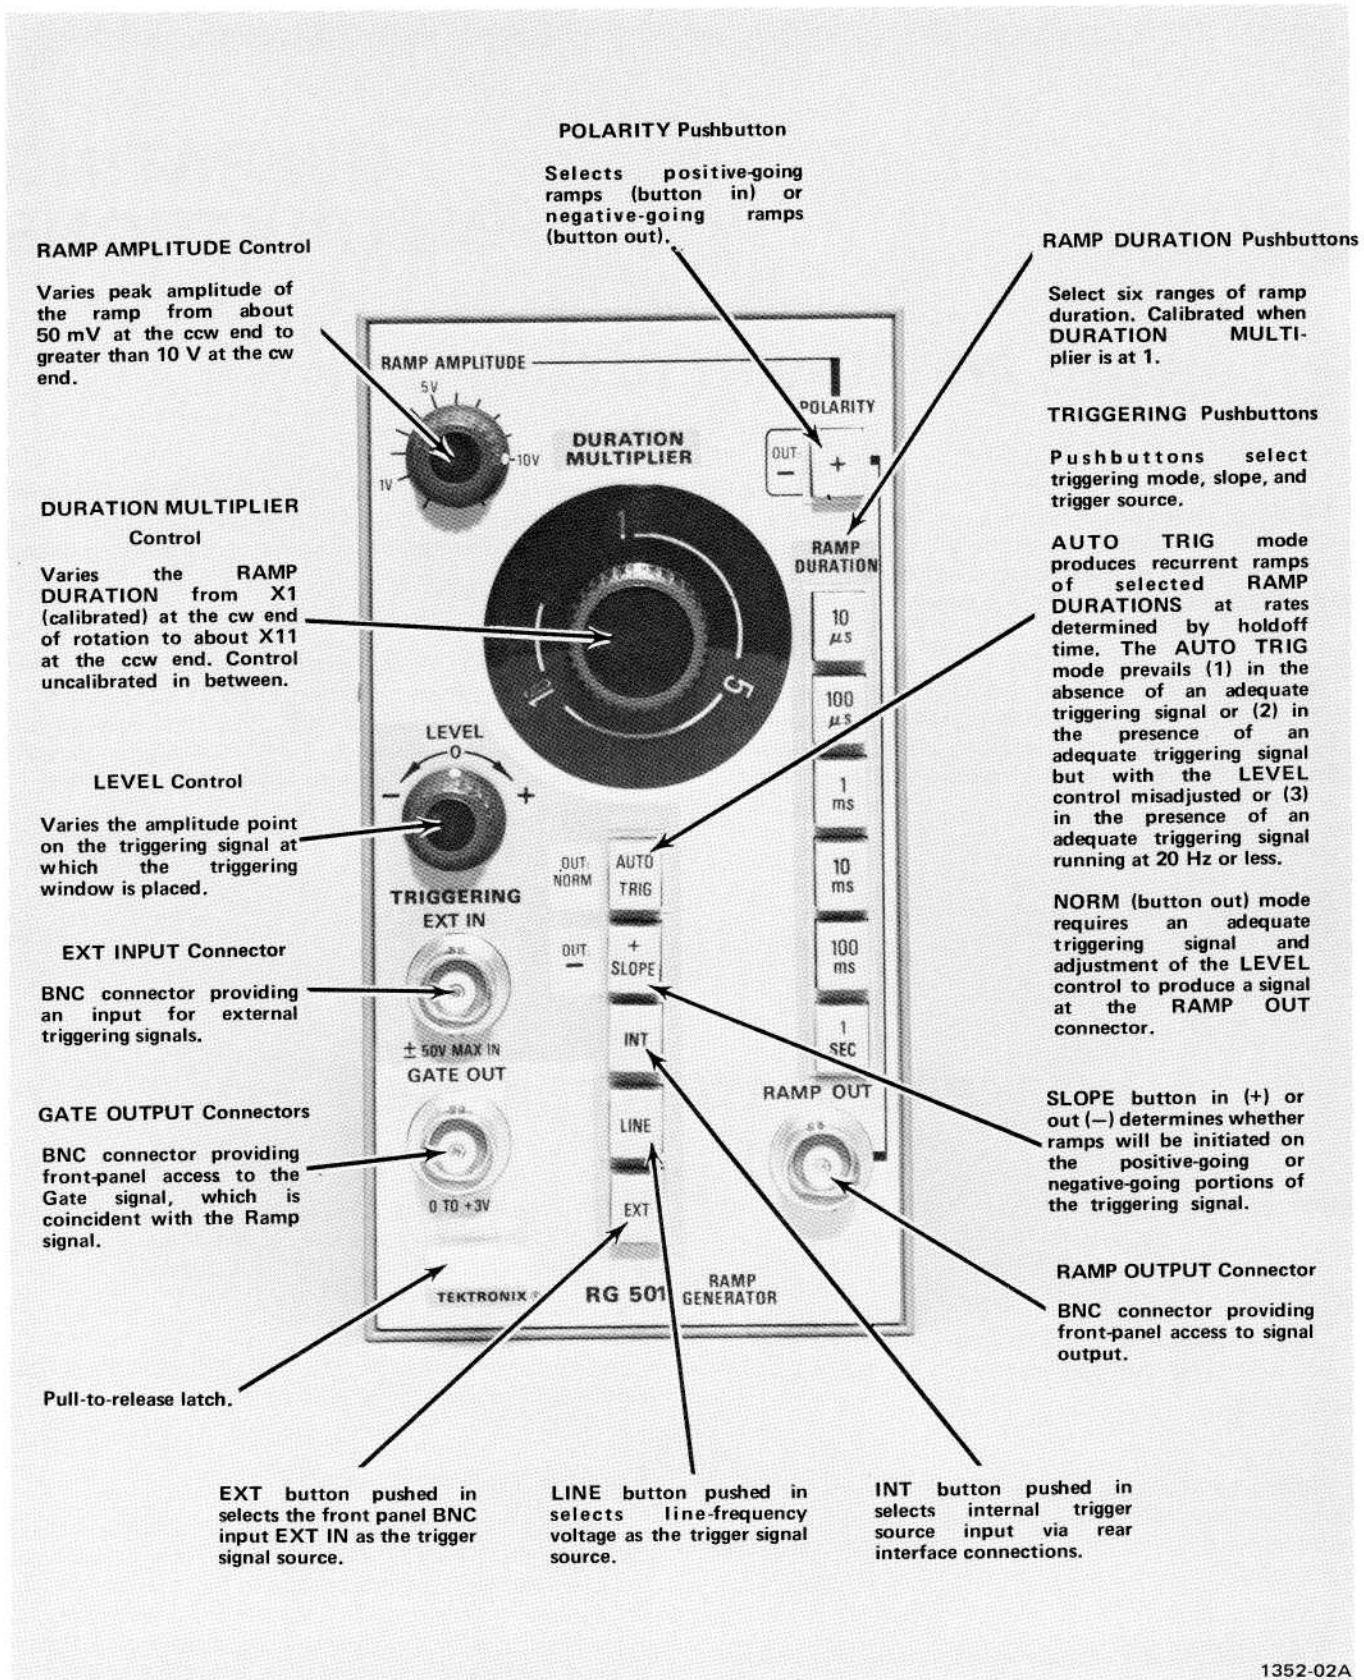 POLARITY Pushbutton
Selects positive-going
ramps (button in) or
negative-going ramps
(button out).
RAMP AMPLITUDE Control
Varies peak amplitude of
the ramp from about
50 mV at the ccw end to
greater than 10 V at the cw
end.
DURATION MULTIPLIER
Control
Varies the RAMP
DURATION from X1
(calibrated) at the cw end
of rotation to about X11
at the ccw end. Control
uncalibrated in between.
LEVEL Control
Varies the amplitude point
on the triggering signal at
which the triggering
window is placed.
EXT INPUT Connector
BNC connector providing
an input for external
triggering signals.
GATE OUTPUT Connectors
BNC connector providing
front-panel access to the
Gate signal, which is
coincident with the Ramp
signal.
Pull-to-release latch.
RAMP AMPLITUDE
5V
10V
1V
DURATION
MULTIPLIER
POLARITY
OUT:
−
+
1
5
11
RAMP
DURATION
10
µs
100
µs
1
ms
10
ms
100
ms
1
SEC
LEVEL
0
− +
TRIGGERING
EXT IN
± 50V MAX IN
GATE OUT
0 TO +3V
OUT:
NORM
AUTO
TRIG
OUT
−
+
SLOPE
INT
LINE
EXT
RAMP OUT
TEKTRONIX ®
RG 501
RAMP
GENERATOR
RAMP DURATION Pushbuttons
Select six ranges of ramp
duration. Calibrated when
DURATION MULTI-
plier is at 1.
TRIGGERING Pushbuttons
Pushbuttons select
triggering mode, slope, and
trigger source.
AUTO TRIG mode
produces recurrent ramps
of selected RAMP
DURATIONS at rates
determined by holdoff
time. The AUTO TRIG
mode prevails (1) in the
absence of an adequate
triggering signal or (2) in
the presence of an
adequate triggering signal
but with the LEVEL
control misadjusted or (3)
in the presence of an
adequate triggering signal
running at 20 Hz or less.
NORM (button out) mode
requires an adequate
triggering signal and
adjustment of the LEVEL
control to produce a signal
at the RAMP OUT
connector.
SLOPE button in (+) or
out (−) determines whether
ramps will be initiated on
the positive-going or
negative-going portions of
the triggering signal.
RAMP OUTPUT Connector
BNC connector providing
front-panel access to signal
output.
EXT button pushed in
selects the front panel BNC
input EXT IN as the trigger
signal source.
LINE button pushed in
selects line-frequency
voltage as the trigger signal
source.
INT button pushed in
selects internal trigger
source input via rear
interface connections.
1352-02A